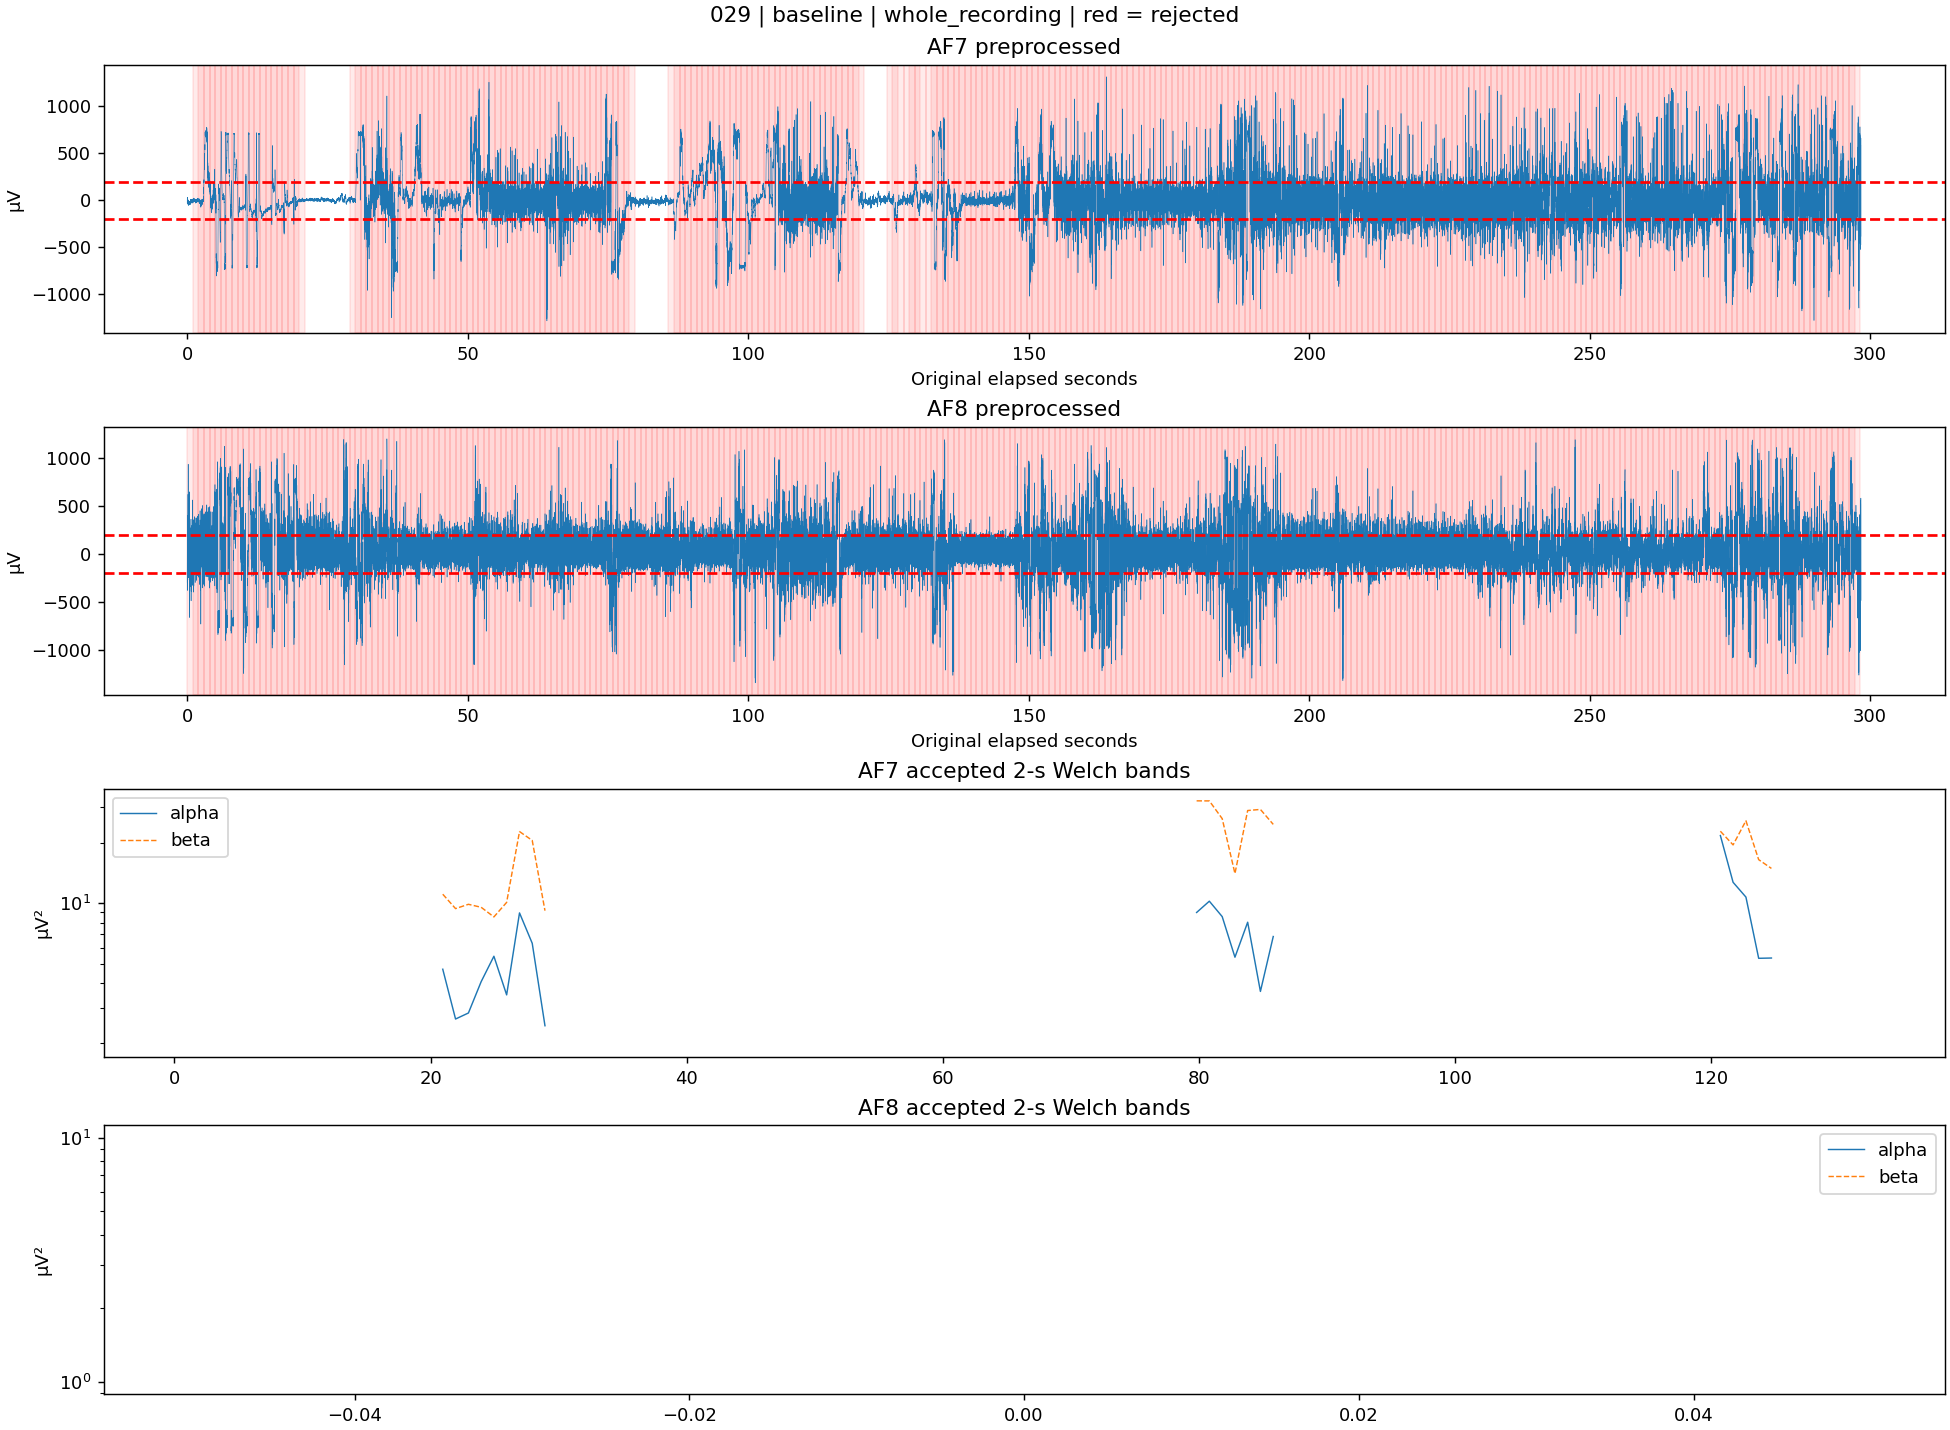 029 | baseline | whole_recording | red = rejected
AF7 preprocessed
1000
500
0
−500
−1000
µV
0 50 100 150 200 250 300
Original elapsed seconds
AF8 preprocessed
1000
500
0
−500
−1000
µV
0 50 100 150 200 250 300
Original elapsed seconds
AF7 accepted 2-s Welch bands
alpha
beta
10¹
µV²
0 20 40 60 80 100 120
AF8 accepted 2-s Welch bands
10¹
alpha
beta
µV²
10⁰
−0.04 −0.02 0.00 0.02 0.04